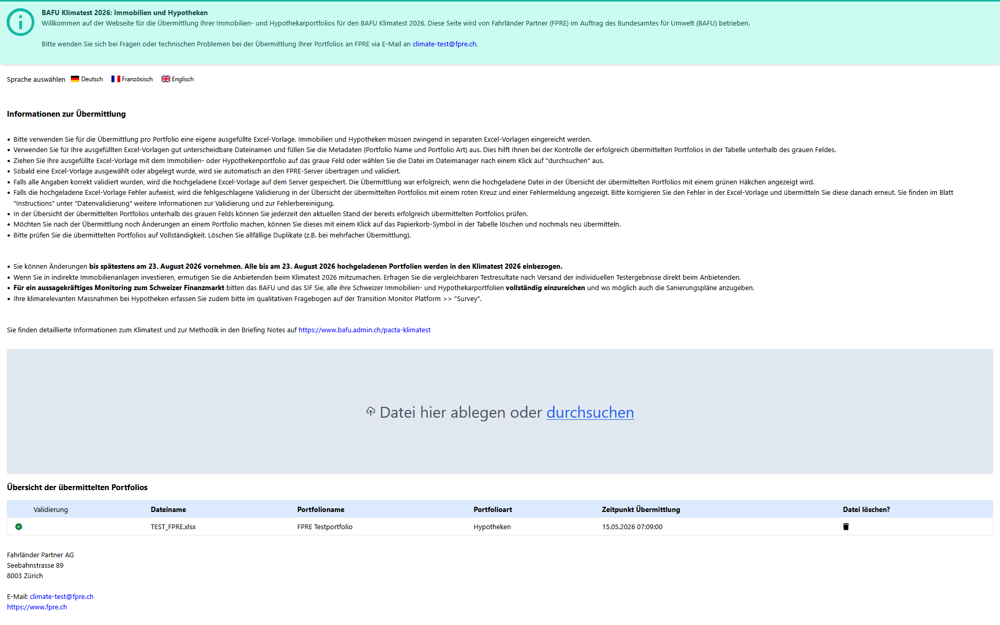 BAFU Klimatest 2026: Immobilien und Hypotheken
Willkommen auf der Webseite für die Übermittlung Ihrer Immobilien- und Hypothekarportfolios für den BAFU Klimatest 2026. Diese Seite wird von Fahrländer Partner (FPRE) im Auftrag des Bundesamtes für Umwelt (BAFU) betrieben.
Bitte wenden Sie sich bei Fragen oder technischen Problemen bei der Übermittlung Ihrer Portfolios an FPRE via E-Mail an climate-test@fpre.ch.
Sprache auswählen Deutsch Französisch Englisch
Informationen zur Übermittlung
• Bitte verwenden Sie für die Übermittlung pro Portfolio eine eigene ausgefüllte Excel-Vorlage. Immobilien und Hypotheken müssen zwingend in separaten Excel-Vorlagen eingereicht werden.
• Verwenden Sie für Ihre ausgefüllten Excel-Vorlagen gut unterscheidbare Dateinamen und füllen Sie die Metadaten (Portfolio Name und Portfolio Art) aus. Dies hilft Ihnen bei der Kontrolle der erfolgreich übermittelten Portfolios in der Tabelle unterhalb des grauen Feldes.
• Ziehen Sie Ihre ausgefüllte Excel-Vorlage mit dem Immobilien- oder Hypothekenportfolio auf das graue Feld oder wählen Sie die Datei im Dateimanager nach einem Klick auf "durchsuchen" aus.
• Sobald eine Excel-Vorlage ausgewählt oder abgelegt wurde, wird sie automatisch an den FPRE-Server übertragen und validiert.
• Falls alle Angaben korrekt validiert wurden, wird die hochgeladene Excel-Vorlage auf dem Server gespeichert. Die Übermittlung war erfolgreich, wenn die hochgeladene Datei in der Übersicht der übermittelten Portfolios mit einem grünen Häkchen angezeigt wird.
• Falls die hochgeladene Excel-Vorlage Fehler aufweist, wird die fehlgeschlagene Validierung in der Übersicht der übermittelten Portfolios mit einem roten Kreuz und einer Fehlermeldung angezeigt. Bitte korrigieren Sie den Fehler in der Excel-Vorlage und übermitteln Sie diese danach erneut. Sie finden im Blatt
"Instructions" unter "Datenvalidierung" weitere Informationen zur Validierung und zur Fehlerbereinigung.
• In der Übersicht der übermittelten Portfolios unterhalb des grauen Felds können Sie jederzeit den aktuellen Stand der bereits erfolgreich übermittelten Portfolios prüfen.
• Möchten Sie nach der Übermittlung noch Änderungen an einem Portfolio machen, können Sie dieses mit einem Klick auf das Papierkorb-Symbol in der Tabelle löschen und nochmals neu übermitteln.
• Bitte prüfen Sie die übermittelten Portfolios auf Vollständigkeit. Löschen Sie allfällige Duplikate (z.B. bei mehrfacher Übermittlung).
• Sie können Änderungen bis spätestens am 23. August 2026 vornehmen. Alle bis am 23. August 2026 hochgeladenen Portfolien werden in den Klimatest 2026 einbezogen.
• Wenn Sie in indirekte Immobilienanlagen investieren, ermutigen Sie die Anbietenden beim Klimatest 2026 mitzumachen. Erfragen Sie die vergleichbaren Testresultate nach Versand der individuellen Testergebnisse direkt beim Anbietenden.
• Für ein aussagekräftiges Monitoring zum Schweizer Finanzmarkt bitten das BAFU und das SIF Sie, alle ihre Schweizer Immobilien- und Hypothekarportfolien vollständig einzureichen und wo möglich auch die Sanierungspläne anzugeben.
• Ihre klimarelevanten Massnahmen bei Hypotheken erfassen Sie zudem bitte im qualitativen Fragebogen auf der Transition Monitor Platform >> "Survey".
Sie finden detaillierte Informationen zum Klimatest und zur Methodik in den Briefing Notes auf https://www.bafu.admin.ch/pacta-klimatest
Datei hier ablegen oder durchsuchen
Übersicht der übermittelten Portfolios
Validierung Dateiname Portfolioname Portfolioart Zeitpunkt Übermittlung Datei löschen?
TEST_FPRE.xlsx FPRE Testportfolio Hypotheken 15.05.2026 07:09:00
Fahrländer Partner AG
Seebahnstrasse 89
8003 Zürich
E-Mail: climate-test@fpre.ch
https://www.fpre.ch